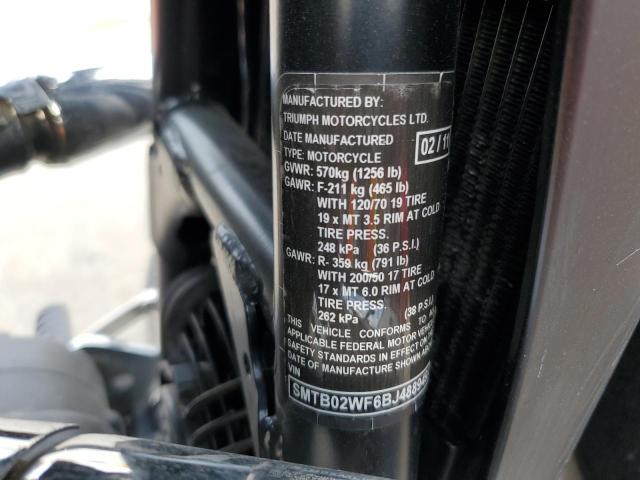 MANUFACTURED BY:
TRIUMPH MOTORCYCLES LTD.
DATE MANUFACTURED 02/11
TYPE: MOTORCYCLE
GVWR: 570kg (1256 lb)
GAWR: F-211 kg (465 lb)
WITH 120/70 19 TIRE
19 x MT 3.5 RIM AT COLD
TIRE PRESS.
248 kPa (36 P.S.I.)
GAWR: R- 359 kg (791 lb)
WITH 200/50 17 TIRE
17 x MT 6.0 RIM AT COLD
TIRE PRESS.
262 kPa (38 P.S.I
THIS VEHICLE CONFORMS TO
APPLICABLE FEDERAL MOTOR
SAFETY STANDARDS IN EFFECT ON
DATE OF MANUFACTURE SHOWN
VIN